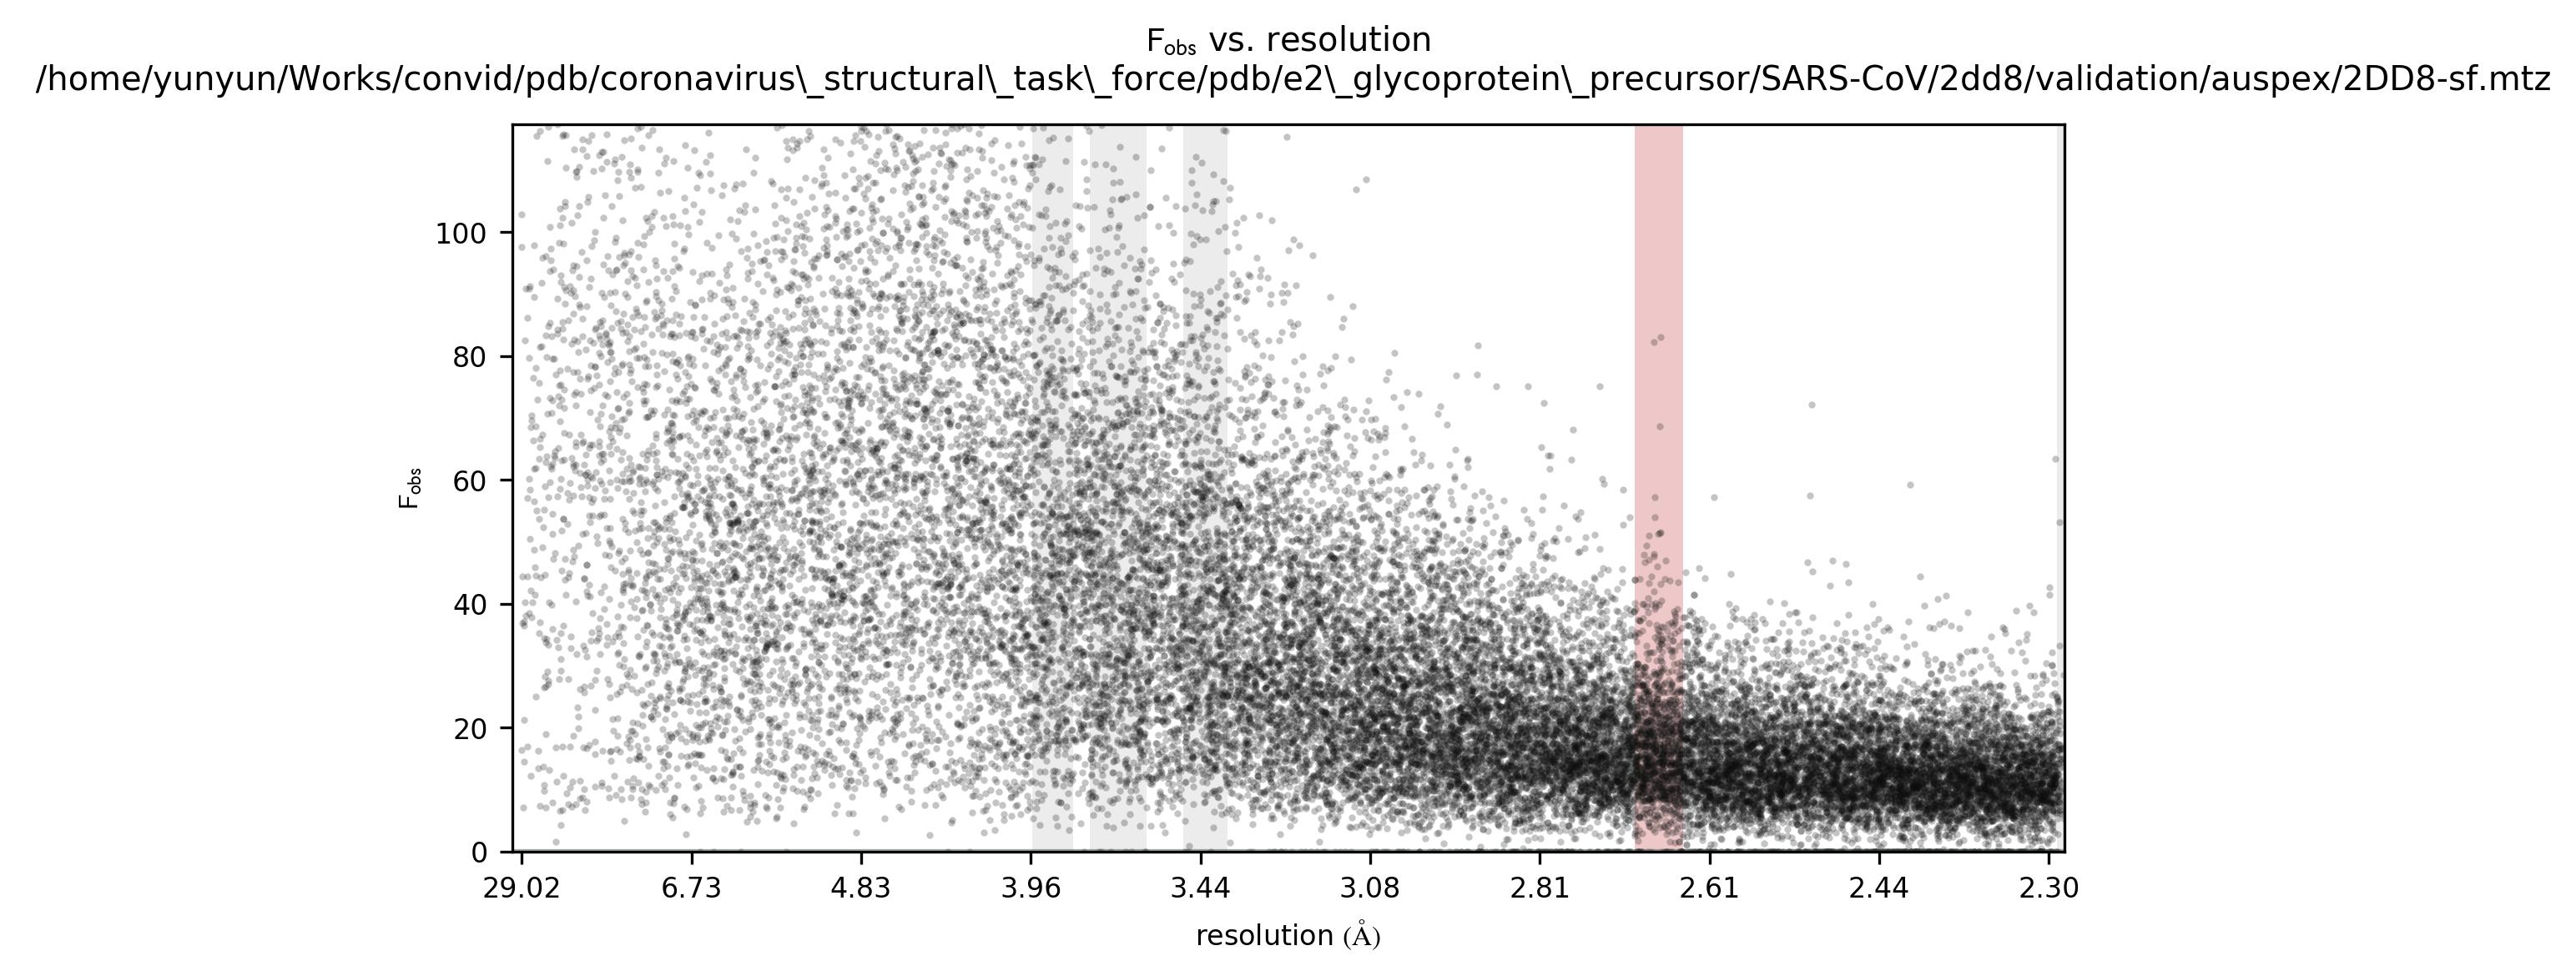 F_obs vs. resolution
/home/yunyun/Works/convid/pdb/coronavirus\_structural\_task\_force/pdb/e2\_glycoprotein\_precursor/SARS-CoV/2dd8/validation/auspex/2DD8-sf.mtz
100
80
60
40
20
0
F_obs
29.02 6.73 4.83 3.96 3.44 3.08 2.81 2.61 2.44 2.30
resolution (Å)